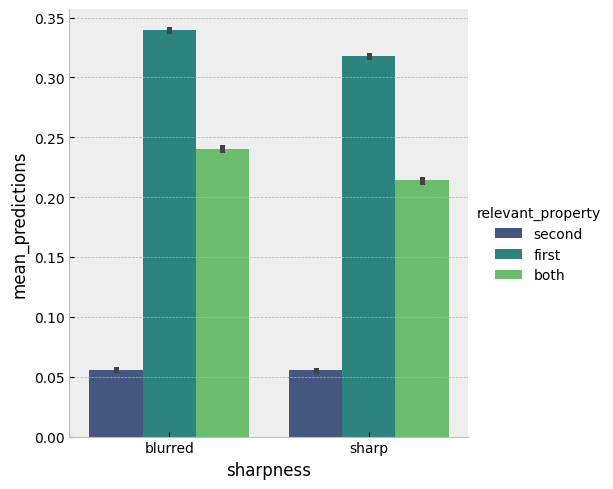 0.35
0.30
0.25
0.20
0.15
0.10
0.05
0.00
mean_predictions
blurred
sharp
sharpness
relevant_property
second
first
both